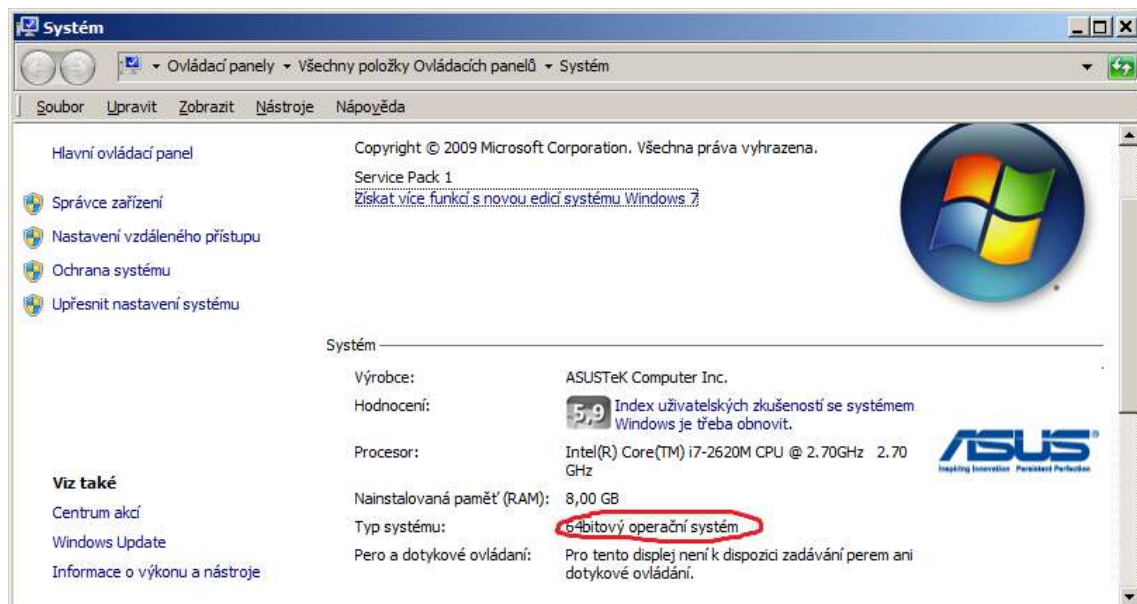 Systém
Ovládací panely
Všechny položky Ovládacích panelů
Systém
Soubor Upravit Zobrazit Nástroje Nápověda
Hlavní ovládací panel
Správce zařízení
Nastavení vzdáleného přístupu
Ochrana systému
Upřesnit nastavení systému
Viz také
Centrum akcí
Windows Update
Informace o výkonu a nástroje
Copyright © 2009 Microsoft Corporation. Všechna práva vyhrazena.
Service Pack 1
Získat více funkcí s novou edicí systému Windows 7
Systém
Výrobce: ASUSTeK Computer Inc.
Hodnocení: 5,9 Index uživatelských zkušeností se systémem
Windows je třeba obnovit.
Procesor: Intel(R) Core(TM) i7-2620M CPU @ 2.70GHz 2.70
GHz
Nainstalovaná paměť (RAM): 8,00 GB
Typ systému: 64bitový operační systém
Pero a dotykové ovládání: Pro tento displej není k dispozici zadávání perem ani
dotykové ovládání.
ASUS
Inspiring Innovation Persistent Perfection